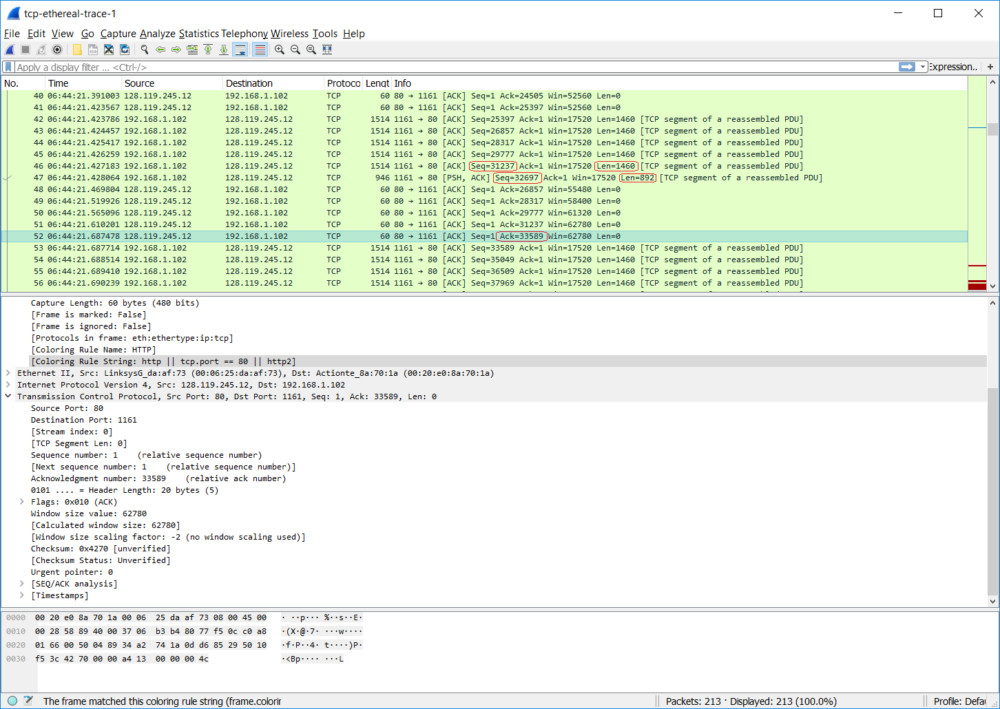 tcp-ethereal-trace-1
File Edit View Go Capture Analyze Statistics Telephony Wireless Tools Help
Apply a display filter ... <Ctrl-/> Expression.. +
No. Time Source Destination Protoco Lengt Info
40 06:44:21.391003 128.119.245.12 192.168.1.102 TCP 60 80 → 1161 [ACK] Seq=1 Ack=24505 Win=52560 Len=0
41 06:44:21.423567 128.119.245.12 192.168.1.102 TCP 60 80 → 1161 [ACK] Seq=1 Ack=25397 Win=52560 Len=0
42 06:44:21.423786 192.168.1.102 128.119.245.12 TCP 1514 1161 → 80 [ACK] Seq=25397 Ack=1 Win=17520 Len=1460 [TCP segment of a reassembled PDU]
43 06:44:21.424457 192.168.1.102 128.119.245.12 TCP 1514 1161 → 80 [ACK] Seq=26857 Ack=1 Win=17520 Len=1460 [TCP segment of a reassembled PDU]
44 06:44:21.425417 192.168.1.102 128.119.245.12 TCP 1514 1161 → 80 [ACK] Seq=28317 Ack=1 Win=17520 Len=1460 [TCP segment of a reassembled PDU]
45 06:44:21.426259 192.168.1.102 128.119.245.12 TCP 1514 1161 → 80 [ACK] Seq=29777 Ack=1 Win=17520 Len=1460 [TCP segment of a reassembled PDU]
46 06:44:21.427183 192.168.1.102 128.119.245.12 TCP 1514 1161 → 80 [ACK] Seq=31237 Ack=1 Win=17520 Len=1460 [TCP segment of a reassembled PDU]
47 06:44:21.428064 192.168.1.102 128.119.245.12 TCP 946 1161 → 80 [PSH, ACK] Seq=32697 Ack=1 Win=17520 Len=892 [TCP segment of a reassembled PDU]
48 06:44:21.469804 128.119.245.12 192.168.1.102 TCP 60 80 → 1161 [ACK] Seq=1 Ack=26857 Win=55480 Len=0
49 06:44:21.519926 128.119.245.12 192.168.1.102 TCP 60 80 → 1161 [ACK] Seq=1 Ack=28317 Win=58400 Len=0
50 06:44:21.565096 128.119.245.12 192.168.1.102 TCP 60 80 → 1161 [ACK] Seq=1 Ack=29777 Win=61320 Len=0
51 06:44:21.610201 128.119.245.12 192.168.1.102 TCP 60 80 → 1161 [ACK] Seq=1 Ack=31237 Win=62780 Len=0
52 06:44:21.687478 128.119.245.12 192.168.1.102 TCP 60 80 → 1161 [ACK] Seq=1 Ack=33589 Win=62780 Len=0
53 06:44:21.687714 192.168.1.102 128.119.245.12 TCP 1514 1161 → 80 [ACK] Seq=33589 Ack=1 Win=17520 Len=1460 [TCP segment of a reassembled PDU]
54 06:44:21.688514 192.168.1.102 128.119.245.12 TCP 1514 1161 → 80 [ACK] Seq=35049 Ack=1 Win=17520 Len=1460 [TCP segment of a reassembled PDU]
55 06:44:21.689410 192.168.1.102 128.119.245.12 TCP 1514 1161 → 80 [ACK] Seq=36509 Ack=1 Win=17520 Len=1460 [TCP segment of a reassembled PDU]
56 06:44:21.690239 192.168.1.102 128.119.245.12 TCP 1514 1161 → 80 [ACK] Seq=37969 Ack=1 Win=17520 Len=1460 [TCP segment of a reassembled PDU]
Capture Length: 60 bytes (480 bits)
[Frame is marked: False]
[Frame is ignored: False]
[Protocols in frame: eth:ethertype:ip:tcp]
[Coloring Rule Name: HTTP]
[Coloring Rule String: http || tcp.port == 80 || http2]
Ethernet II, Src: LinksysG_da:af:73 (00:06:25:da:af:73), Dst: Actionte_8a:70:1a (00:20:e0:8a:70:1a)
Internet Protocol Version 4, Src: 128.119.245.12, Dst: 192.168.1.102
Transmission Control Protocol, Src Port: 80, Dst Port: 1161, Seq: 1, Ack: 33589, Len: 0
Source Port: 80
Destination Port: 1161
[Stream index: 0]
[TCP Segment Len: 0]
Sequence number: 1 (relative sequence number)
[Next sequence number: 1 (relative sequence number)]
Acknowledgment number: 33589 (relative ack number)
0101 .... = Header Length: 20 bytes (5)
Flags: 0x010 (ACK)
Window size value: 62780
[Calculated window size: 62780]
[Window size scaling factor: -2 (no window scaling used)]
Checksum: 0x4270 [unverified]
[Checksum Status: Unverified]
Urgent pointer: 0
[SEQ/ACK analysis]
[Timestamps]
0000 00 20 e0 8a 70 1a 00 06 25 da af 73 08 00 45 00 · ··p··· %··s··E·
0010 00 28 58 89 40 00 37 06 b3 b4 80 77 f5 0c c0 a8 ·(X·@·7· ···w····
0020 01 66 00 50 04 89 34 a2 74 1a 0d d6 85 29 50 10 ·f·P··4· t····)P·
0030 f5 3c 42 70 00 00 a4 13 00 00 00 4c ·<Bp···· ···L
The frame matched this coloring rule string (frame.colorir Packets: 213 · Displayed: 213 (100.0%) Profile: Defau